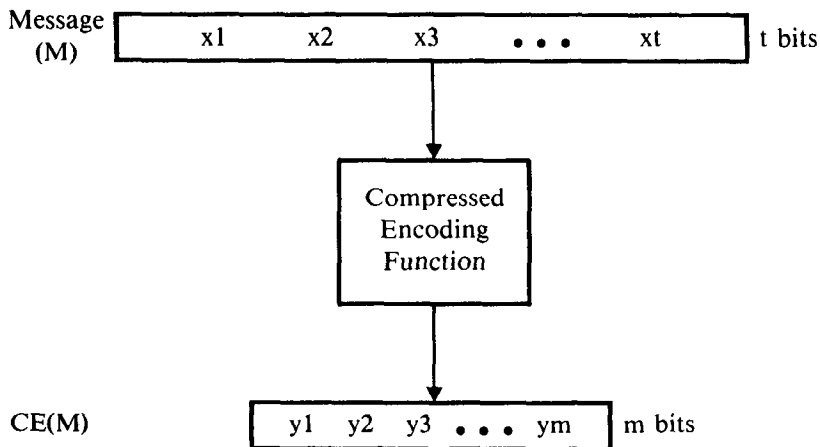 Message
(M)
x1 x2 x3 • • • xt
t bits
Compressed
Encoding
Function
CE(M)
y1 y2 y3 • • • ym
m bits